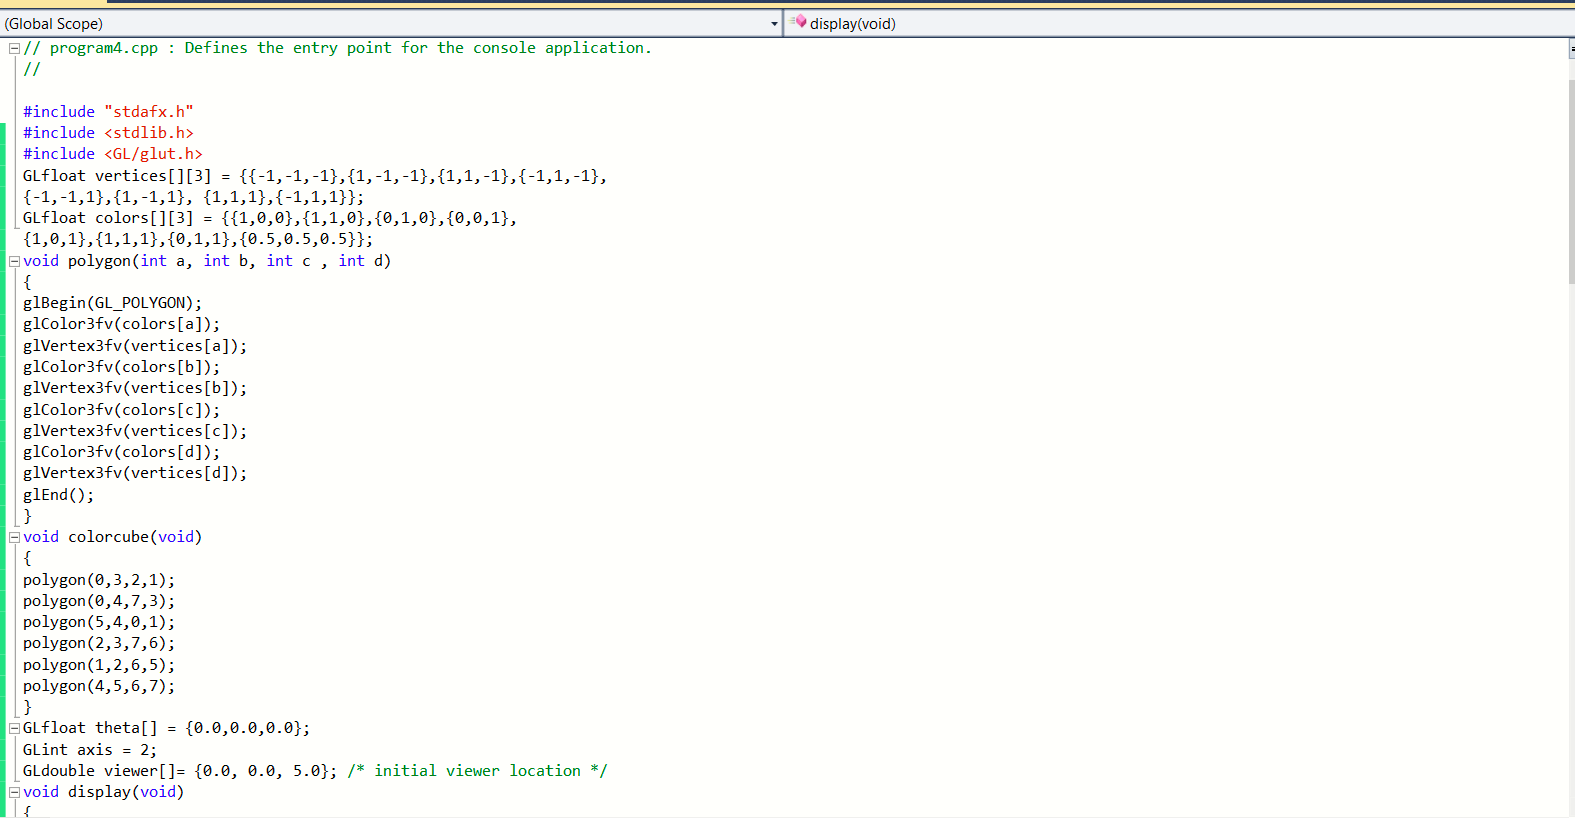 (Global Scope)
display(void)
// program4.cpp : Defines the entry point for the console application.
//
#include "stdafx.h"
#include <stdlib.h>
#include <GL/glut.h>
GLfloat vertices[][3] = {{-1,-1,-1},{1,-1,-1},{1,1,-1},{-1,1,-1},
{-1,-1,1},{1,-1,1}, {1,1,1},{-1,1,1}};
GLfloat colors[][3] = {{1,0,0},{1,1,0},{0,1,0},{0,0,1},
{1,0,1},{1,1,1},{0,1,1},{0.5,0.5,0.5}};
void polygon(int a, int b, int c , int d)
{
glBegin(GL_POLYGON);
glColor3fv(colors[a]);
glVertex3fv(vertices[a]);
glColor3fv(colors[b]);
glVertex3fv(vertices[b]);
glColor3fv(colors[c]);
glVertex3fv(vertices[c]);
glColor3fv(colors[d]);
glVertex3fv(vertices[d]);
glEnd();
}
void colorcube(void)
{
polygon(0,3,2,1);
polygon(0,4,7,3);
polygon(5,4,0,1);
polygon(2,3,7,6);
polygon(1,2,6,5);
polygon(4,5,6,7);
}
GLfloat theta[] = {0.0,0.0,0.0};
GLint axis = 2;
GLdouble viewer[]= {0.0, 0.0, 5.0}; /* initial viewer location */
void display(void)
{